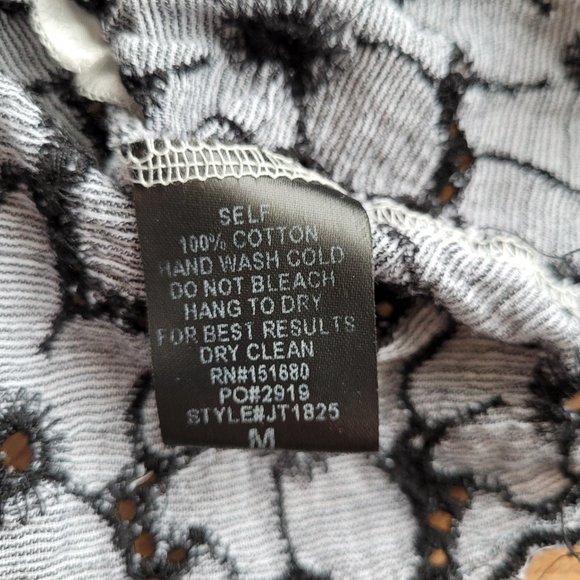 SELF
100% COTTON
HAND WASH COLD
DO NOT BLEACH
HANG TO DRY
FOR BEST RESULTS
DRY CLEAN
RN#151680
PO#2919
STYLE#JT1825
M